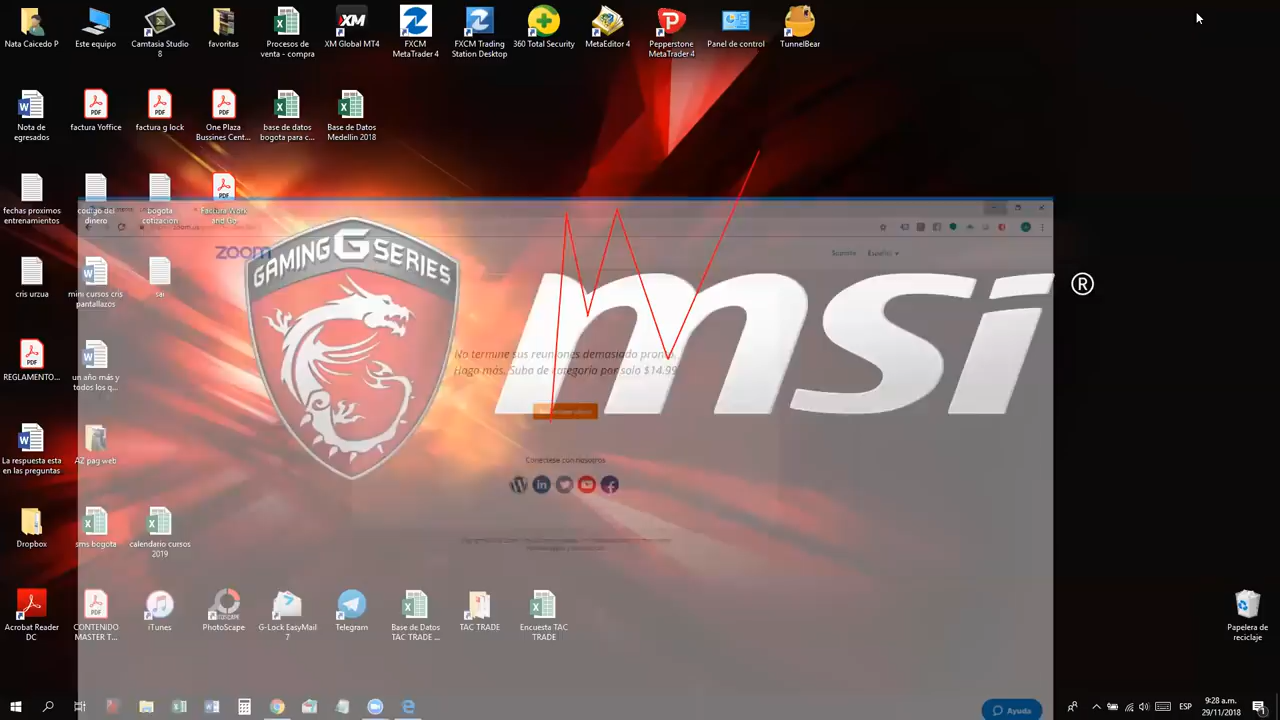 Nata Caicedo P
Este equipo
Camtasia Studio
8
favoritas
Procesos de
venta - compra
XM
XM Global MT4
FXCM
MetaTrader 4
FXCM Trading
Station Desktop
360 Total Security
MetaEditor 4
Pepperstone
MetaTrader 4
Panel de control
TunnelBear
Nota de
egresados
factura Yoffice
factura g lock
One Plaza
Bussines Cent...
base de datos
bogota para c...
Base de Datos
Medellin 2018
fechas proximos
entrenamientos
codigo del
dinero
bogota
cotizacion
Factura Work
and Go
zoom
Soporte Español
GAMING G SERIES
msi ®
cris urzua
mini cursos cris
pantallazos
sai
REGLAMENTO...
un año más y
todos los q...
No termine sus reuniones demasiado pronto.
Haga más. Suba de categoría por solo $14.99
La respuesta esta
en las preguntas
AZ pag web
Conéctese con nosotros
Dropbox
sms bogota
calendario cursos
2019
Acrobat Reader
DC
CONTENIDO
MASTER T...
iTunes
PhotoScape
G-Lock EasyMail
7
Telegram
Base de Datos
TAC TRADE ...
TAC TRADE
Encuesta TAC
TRADE
Papelera de
reciclaje
Ayuda
ESP
9:28 a.m.
29/11/2018